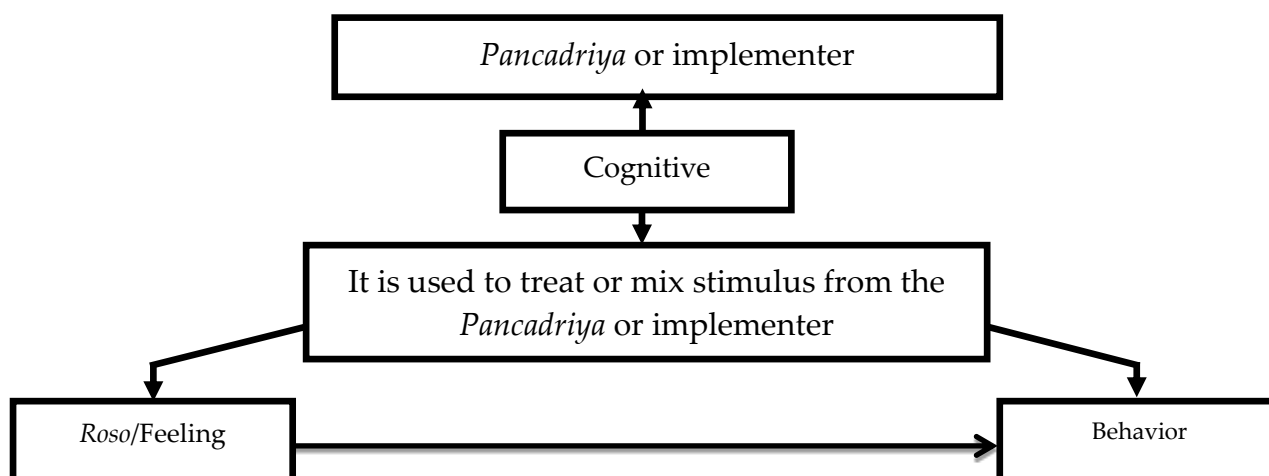 Pancadriya or implementer
Cognitive
It is used to treat or mix stimulus from the
Pancadriya or implementer
Roso/Feeling
Behavior